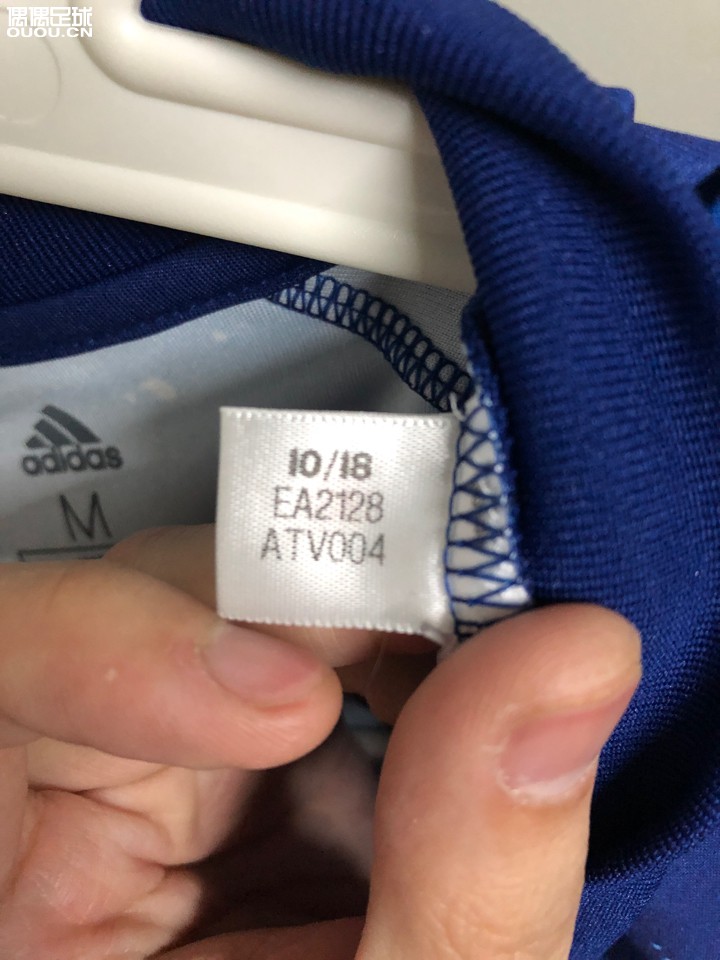 偶偶足球
OUOU.CN
adidas
M
10/18
EA2128
ATV004